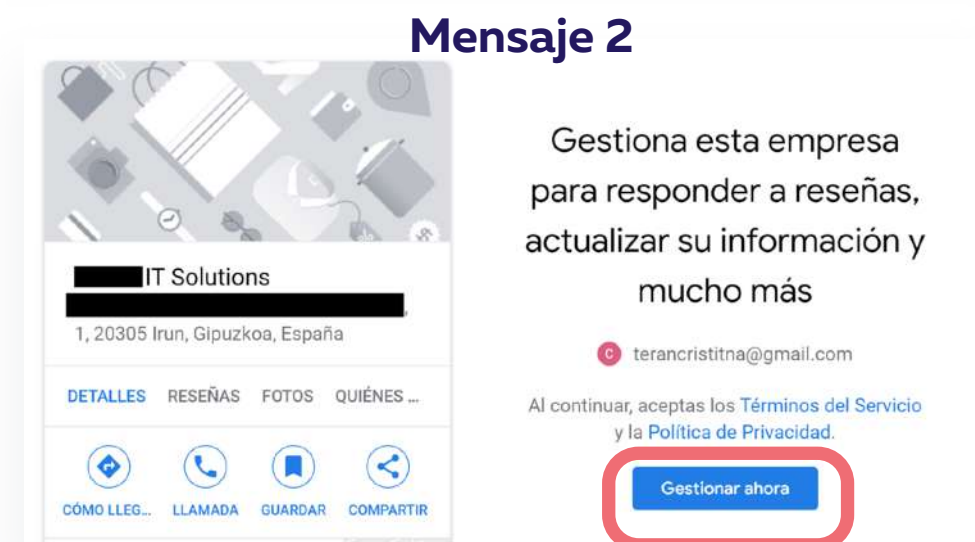 Mensaje 2
IT Solutions
1, 20305 Irun, Gipuzkoa, España
DETALLES RESEÑAS FOTOS QUIÉNES ...
CÓMO LLEG... LLAMADA GUARDAR COMPARTIR
Gestiona esta empresa
para responder a reseñas,
actualizar su información y
mucho más
C terancristitna@gmail.com
Al continuar, aceptas los Términos del Servicio
y la Política de Privacidad.
Gestionar ahora